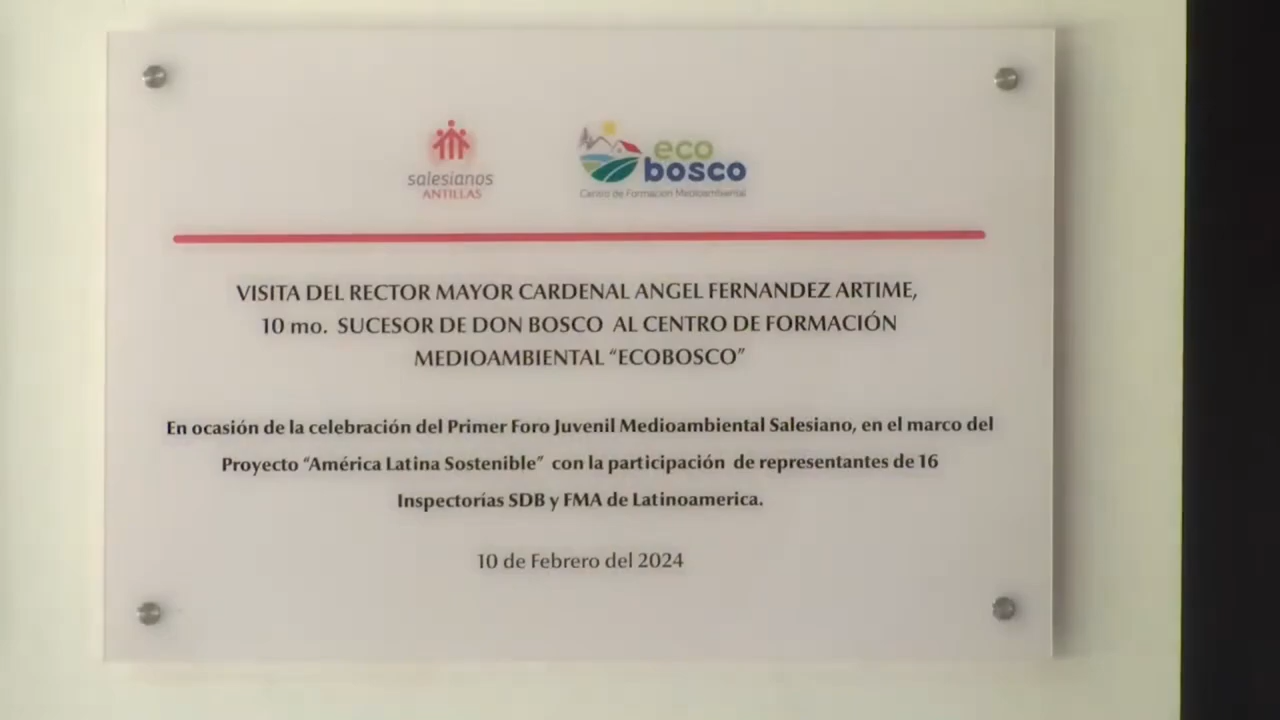 salesianos
ANTILLAS
eco
bosco
Centro de Formación Medioambiental
VISITA DEL RECTOR MAYOR CARDENAL ANGEL FERNANDEZ ARTIME,
10 mo. SUCESOR DE DON BOSCO AL CENTRO DE FORMACIÓN
MEDIOAMBIENTAL “ECOBOSCO”
En ocasión de la celebración del Primer Foro Juvenil Medioambiental Salesiano, en el marco del
Proyecto “América Latina Sostenible” con la participación de representantes de 16
Inspectorías SDB y FMA de Latinoamerica.
10 de Febrero del 2024